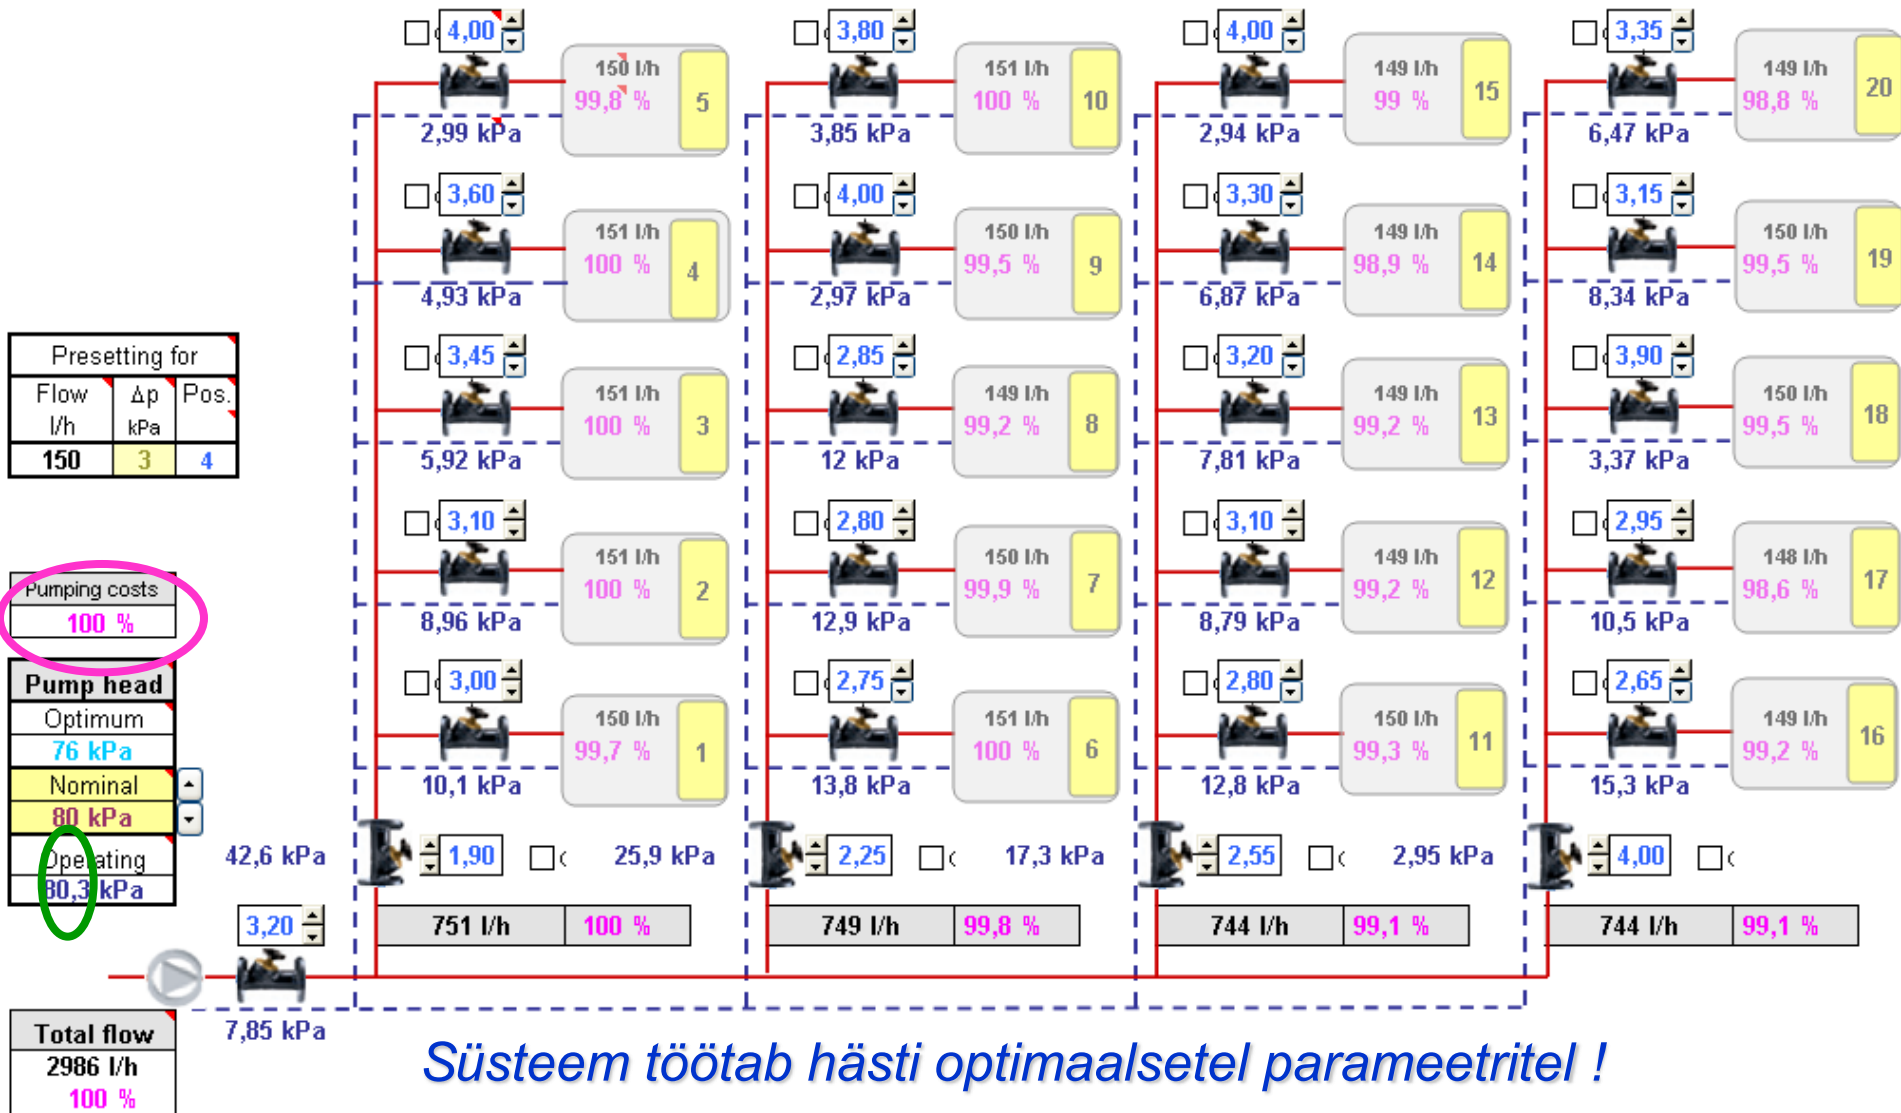 4,00 3,80 4,00 3,35
150 l/h 151 l/h 149 l/h 149 l/h
99,8 % 5 100 % 10 99 % 15 98,8 % 20
2,99 kPa 3,85 kPa 2,94 kPa 6,47 kPa
3,60 4,00 3,30 3,15
151 l/h 150 l/h 149 l/h 150 l/h
100 % 4 99,5 % 9 98,9 % 14 99,5 % 19
4,93 kPa 2,97 kPa 6,87 kPa 8,34 kPa
3,45 2,85 3,20 3,90
151 l/h 149 l/h 149 l/h 150 l/h
100 % 3 99,2 % 8 99,2 % 13 99,5 % 18
5,92 kPa 12 kPa 7,81 kPa 3,37 kPa
Presetting for
Flow Δp Pos.
l/h kPa
150 3 4
3,10 2,80 3,10 2,95
151 l/h 150 l/h 149 l/h 148 l/h
100 % 2 99,9 % 7 99,2 % 12 98,6 % 17
8,96 kPa 12,9 kPa 8,79 kPa 10,5 kPa
Pumping costs
100 %
3,00 2,75 2,80 2,65
150 l/h 151 l/h 150 l/h 149 l/h
99,7 % 1 100 % 6 99,3 % 11 99,2 % 16
10,1 kPa 13,8 kPa 12,8 kPa 15,3 kPa
Pump head
Optimum
76 kPa
Nominal
80 kPa
Operating
80,3 kPa
42,6 kPa 1,90 25,9 kPa 2,25 17,3 kPa 2,55 2,95 kPa 4,00
3,20 751 l/h 100 % 749 l/h 99,8 % 744 l/h 99,1 % 744 l/h 99,1 %
7,85 kPa
Total flow
2986 l/h
100 %
Süsteem töötab hästi optimaalsetel parameetritel !